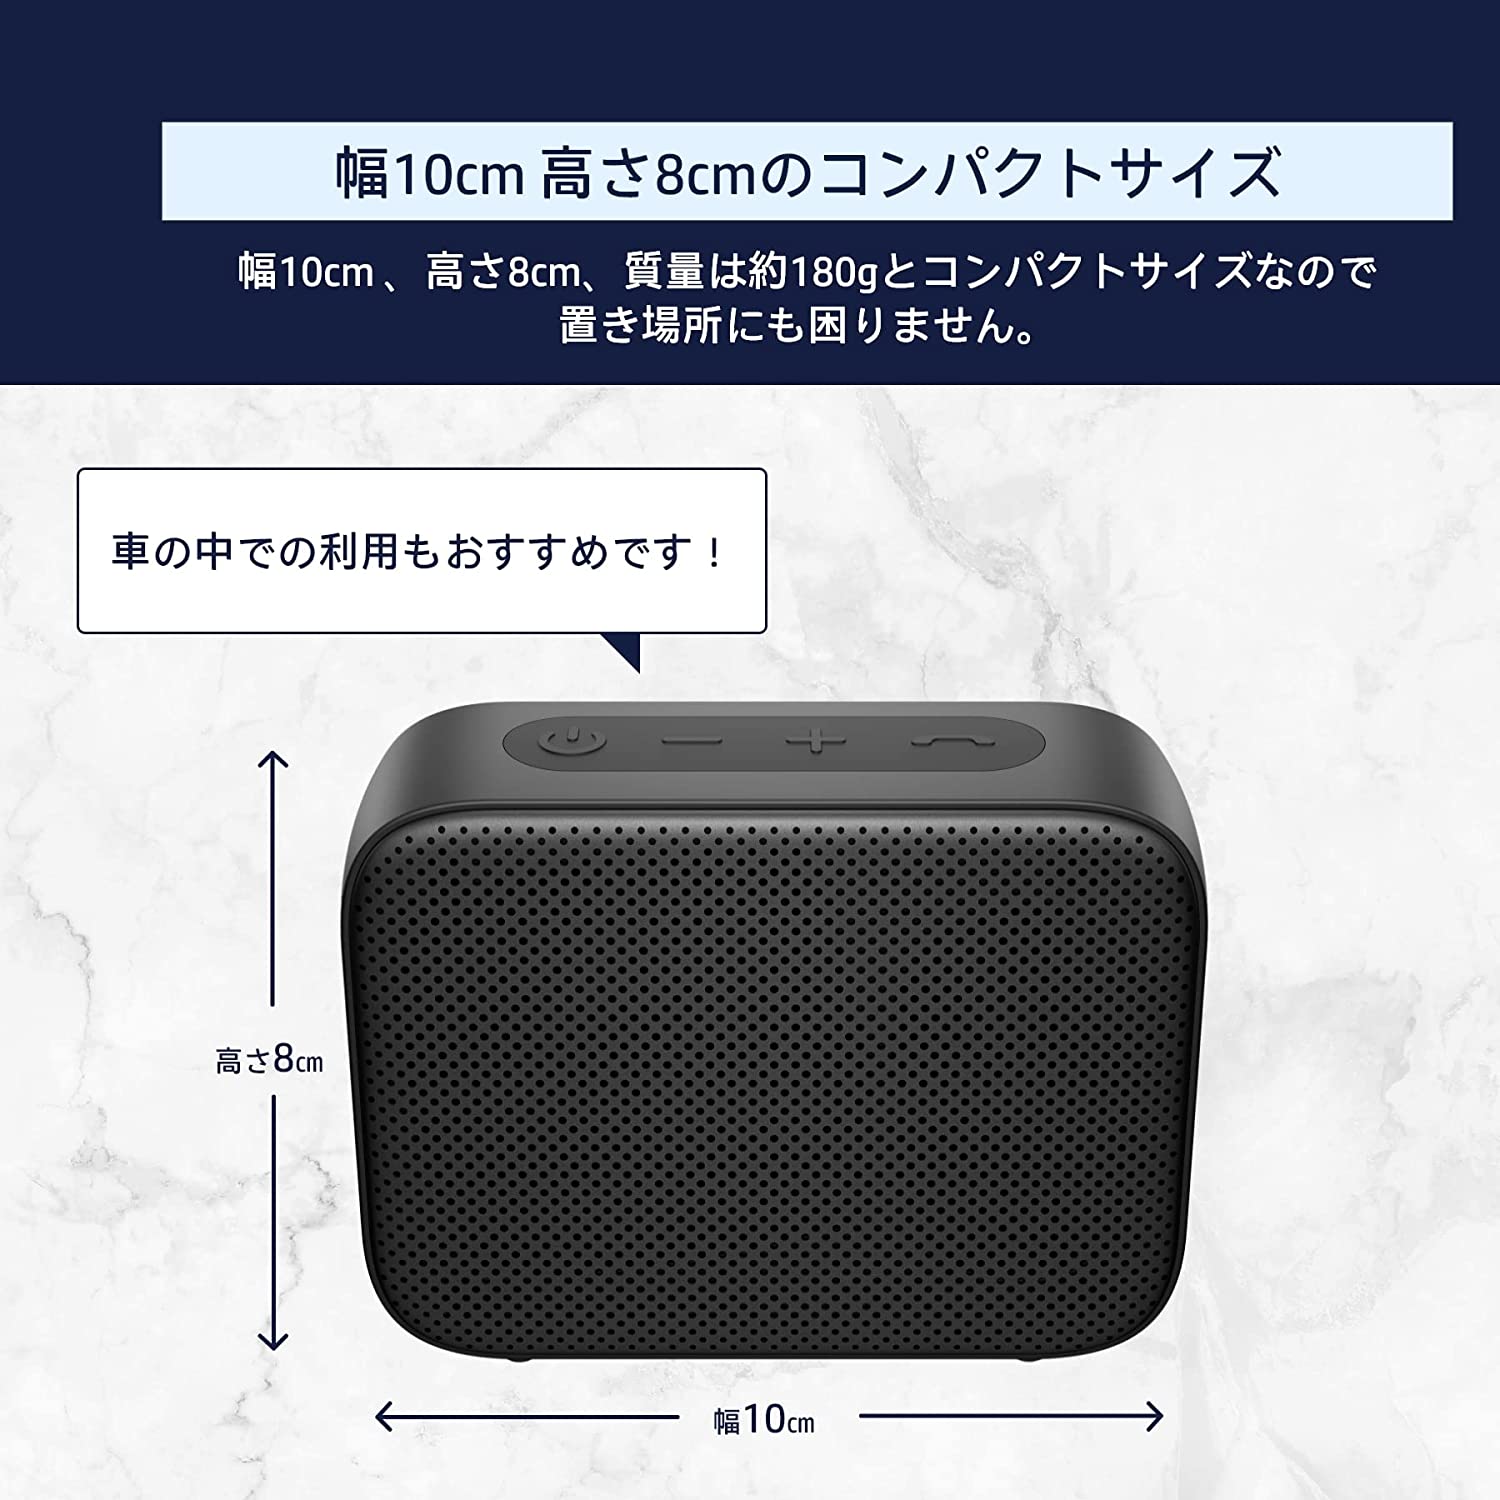 幅10cm 高さ8cmのコンパクトサイズ
幅10cm 、高さ8cm、質量は約180gとコンパクトサイズなので
置き場所にも困りません。
車の中での利用もおすすめです！
高さ8cm
幅10cm